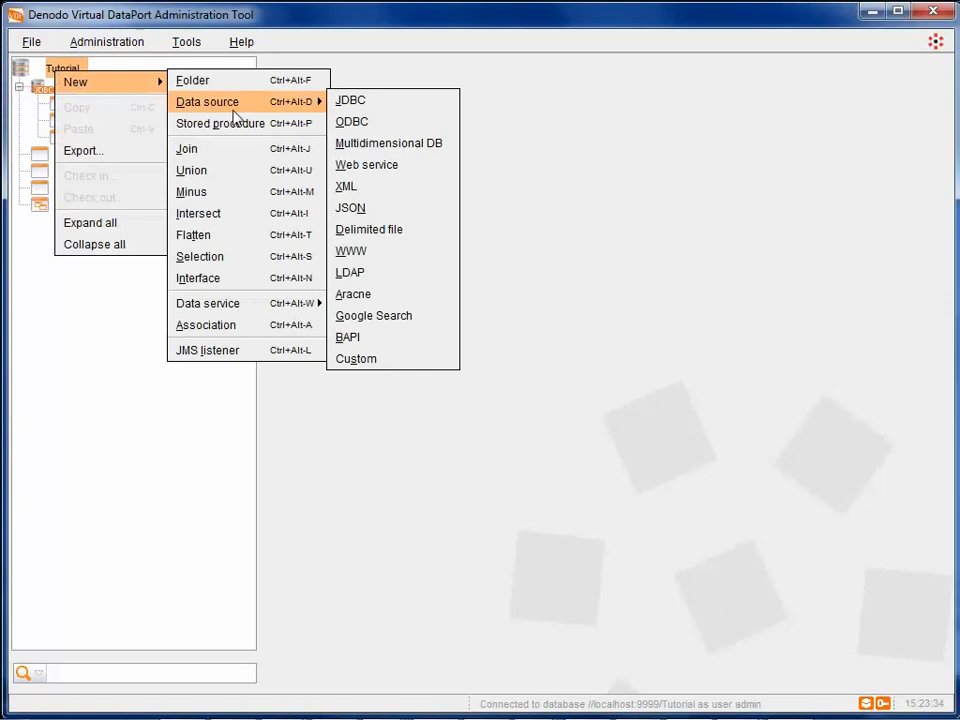 Denodo Virtual DataPort Administration Tool
File Administration Tools Help
Tutorial
JDBC
New
Copy Ctrl-C
Paste Ctrl-V
Export...
Check in...
Check out...
Expand all
Collapse all
Folder Ctrl+Alt-F
Data source Ctrl+Alt-D
Stored procedure Ctrl+Alt-P
Join Ctrl+Alt-J
Union Ctrl+Alt-U
Minus Ctrl+Alt-M
Intersect Ctrl+Alt-I
Flatten Ctrl+Alt-T
Selection Ctrl+Alt-S
Interface Ctrl+Alt-N
Data service Ctrl+Alt-W
Association Ctrl+Alt-A
JMS listener Ctrl+Alt-L
JDBC
ODBC
Multidimensional DB
Web service
XML
JSON
Delimited file
WWW
LDAP
Aracne
Google Search
BAPI
Custom
Connected to database //localhost:9999/Tutorial as user admin
15:23:34